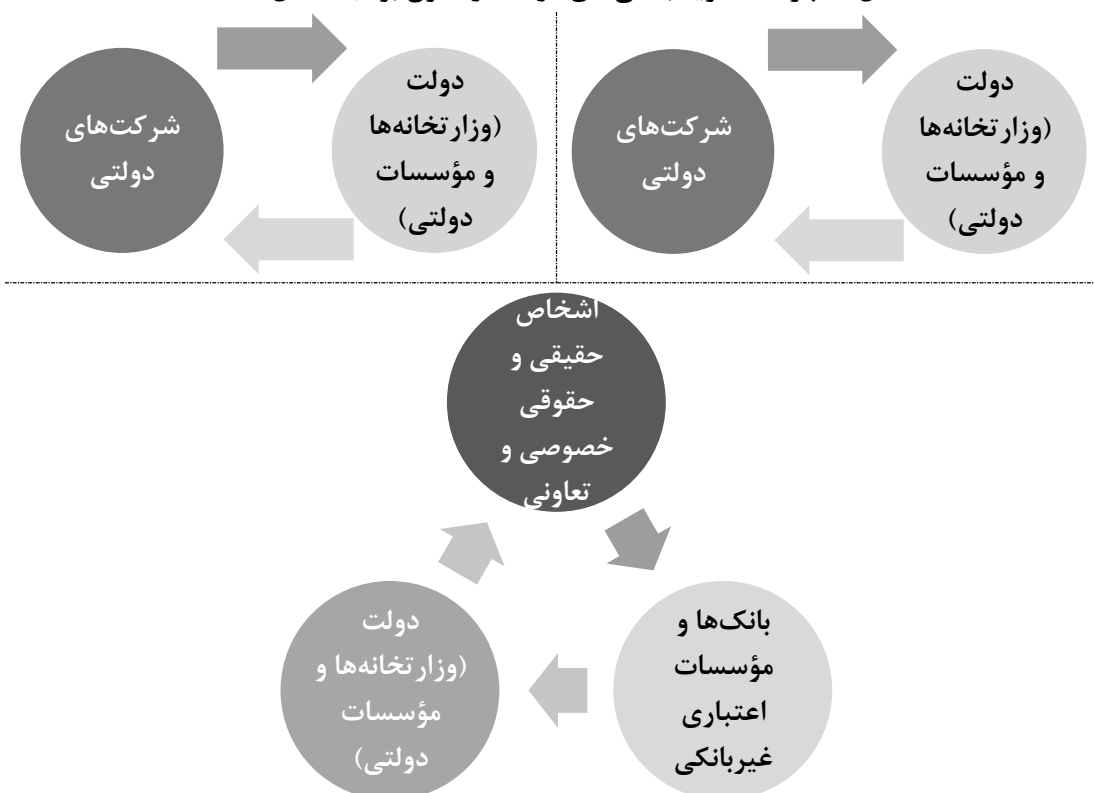 دولت
(وزارتخانه‌ها
و مؤسسات
دولتی)
شرکت‌های
دولتی
دولت
(وزارتخانه‌ها
و مؤسسات
دولتی)
شرکت‌های
دولتی
اشخاص
حقیقی و
حقوقی
خصوصی و
تعاونی
بانک‌ها و
مؤسسات
اعتباری
غیربانکی
دولت
(وزارتخانه‌ها و
مؤسسات
دولتی)